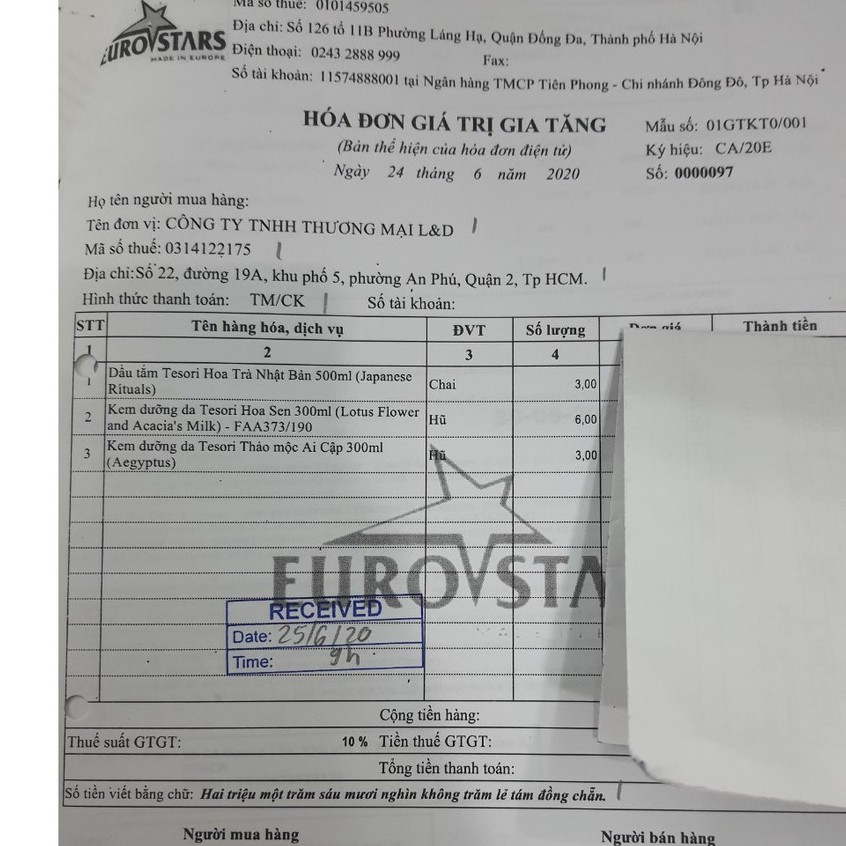 Mã số thuế: 0101459505
EUROSTARS
MADE IN EUROPE
Địa chỉ: Số 126 tổ 11B Phường Láng Hạ, Quận Đống Đa, Thành phố Hà Nội
Điện thoại: 0243 2888 999 Fax:
Số tài khoản: 11574888001 tại Ngân hàng TMCP Tiên Phong - Chi nhánh Đông Đô, Tp Hà Nội
HÓA ĐƠN GIÁ TRỊ GIA TĂNG
Mẫu số: 01GTKT0/001
(Bản thể hiện của hóa đơn điện tử)
Ký hiệu: CA/20E
Ngày 24 tháng 6 năm 2020
Số: 0000097
Họ tên người mua hàng:
Tên đơn vị: CÔNG TY TNHH THƯƠNG MẠI L&D
Mã số thuế: 0314122175
Địa chỉ:Số 22, đường 19A, khu phố 5, phường An Phú, Quận 2, Tp HCM.
Hình thức thanh toán: TM/CK Số tài khoản:
STT Tên hàng hóa, dịch vụ ĐVT Số lượng Đơn giá Thành tiền
1 2 3 4
1 Dầu tắm Tesori Hoa Trà Nhật Bản 500ml (Japanese Rituals) Chai 3,00
2 Kem dưỡng da Tesori Hoa Sen 300ml (Lotus Flower and Acacia's Milk) - FAA373/190 Hũ 6,00
3 Kem dưỡng da Tesori Thảo mộc Ai Cập 300ml (Aegyptus) Hũ 3,00
EUROSTA
RECEIVED
Date: 25/6/20
Time: 9h
Cộng tiền hàng:
Thuế suất GTGT: 10 % Tiền thuế GTGT:
Tổng tiền thanh toán:
Số tiền viết bằng chữ: Hai triệu một trăm sáu mươi nghìn không trăm lẻ tám đồng chẵn.
Người mua hàng Người bán hàng